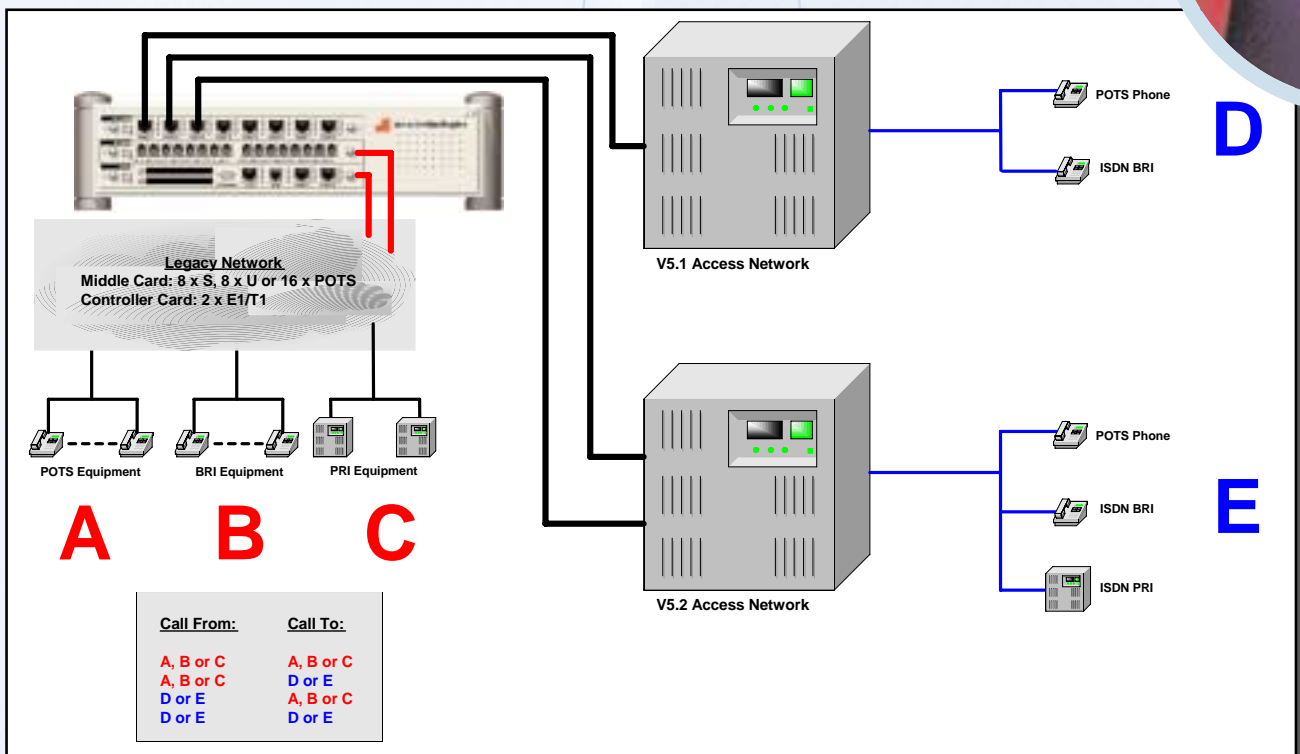 V5.1 Access Network
POTS Phone
ISDN BRI
D
Legacy Network
Middle Card: 8 x S, 8 x U or 16 x POTS
Controller Card: 2 x E1/T1
POTS Equipment
BRI Equipment
PRI Equipment
A
B
C
V5.2 Access Network
POTS Phone
ISDN BRI
ISDN PRI
E
Call From: Call To:
A, B or C A, B or C
A, B or C D or E
D or E A, B or C
D or E D or E